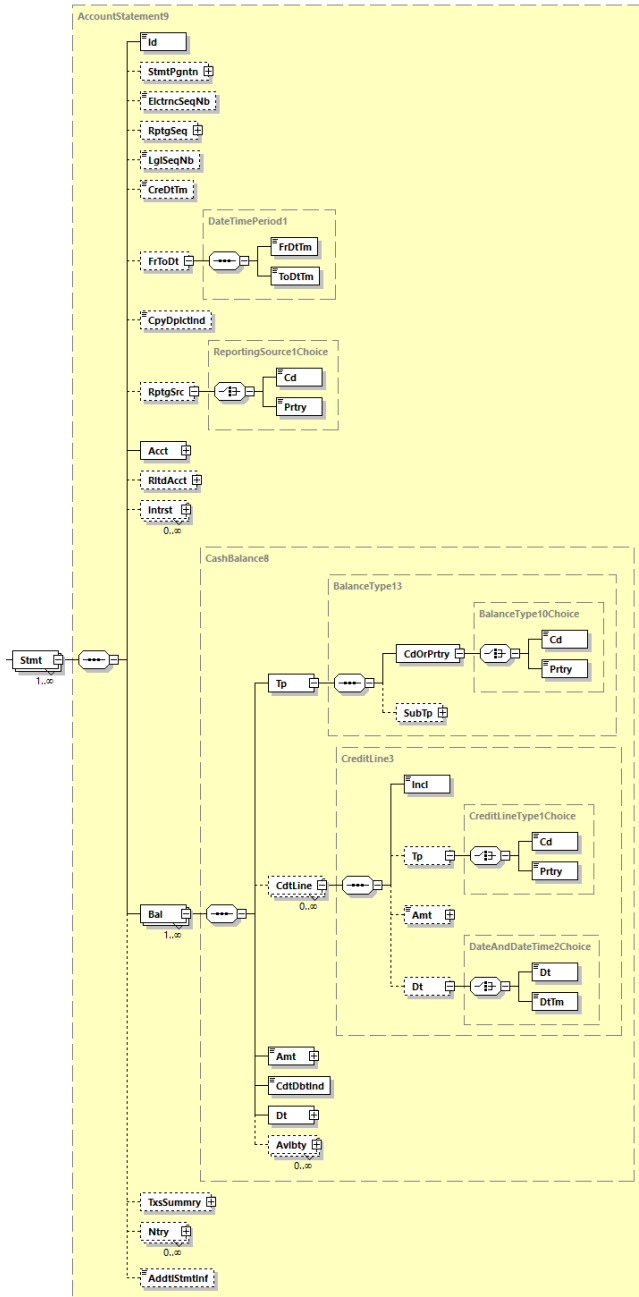 AccountStatement9
Id
StmtPgntn
ElctrncSeqNb
RptgSeq
LglSeqNb
CreDtTm
DateTimePeriod1
FrToDt
FrDtTm
ToDtTm
CpyDplctInd
ReportingSource1Choice
RptgSrc
Cd
Prtry
Acct
RltdAcct
Intrst
0..∞
CashBalance8
BalanceType13
BalanceType10Choice
Stmt
1..∞
Tp
CdOrPrtry
Cd
Prtry
SubTp
CreditLine3
Incl
CreditLineType1Choice
Tp
Cd
Prtry
CdtLine
0..∞
Bal
1..∞
Amt
DateAndDateTime2Choice
Dt
Dt
DtTm
Amt
CdtDbtInd
Dt
Avlbty
0..∞
TxsSummry
Ntry
0..∞
AddtlStmtInf